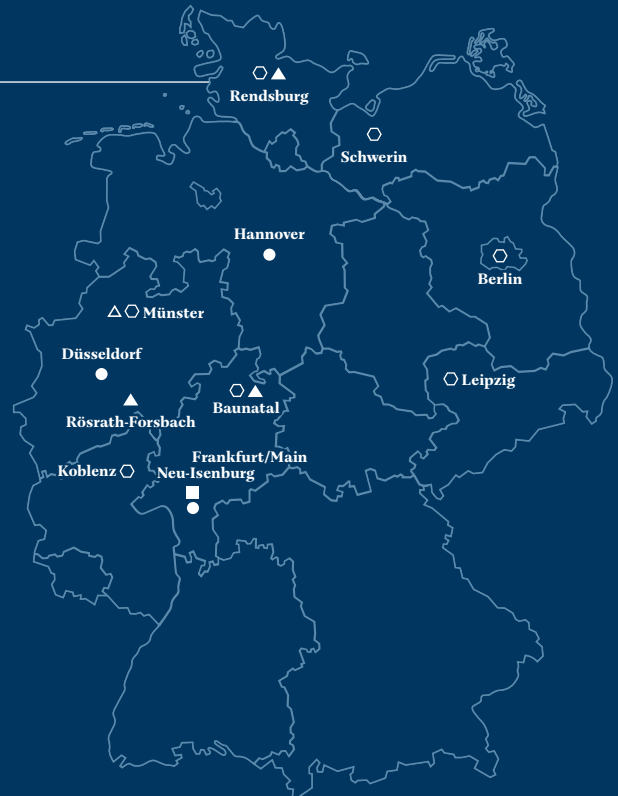 Rendsburg
Schwerin
Hannover
Berlin
Münster
Düsseldorf
Leipzig
Baunatal
Rösrath-Forsbach
Frankfurt/Main
Koblenz
Neu-Isenburg